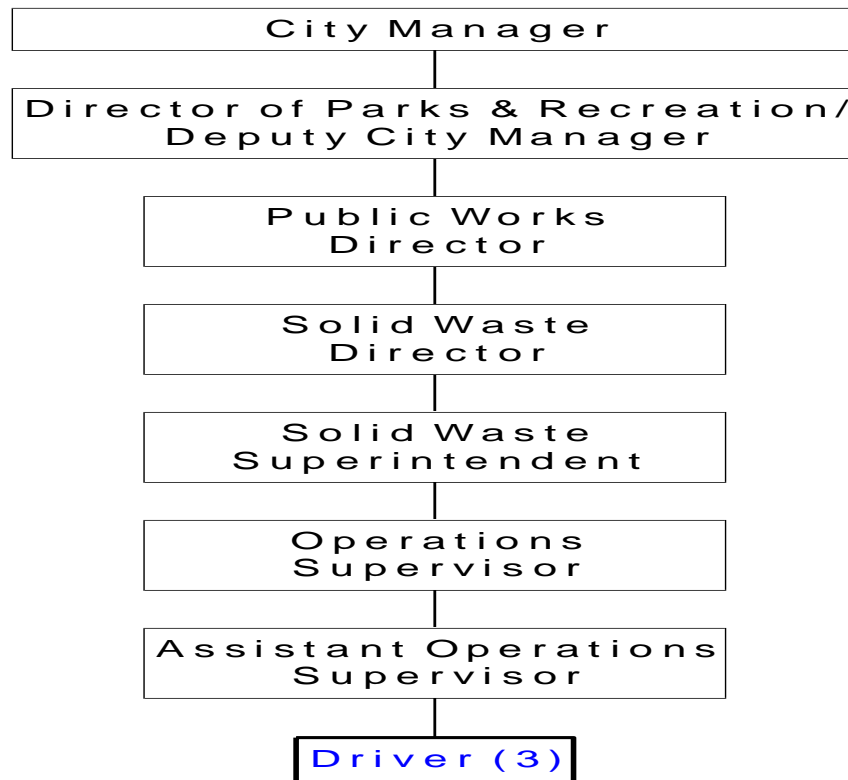 City Manager
Director of Parks & Recreation/
Deputy City Manager
Public Works
Director
Solid Waste
Director
Solid Waste
Superintendent
Operations
Supervisor
Assistant Operations
Supervisor
Driver (3)